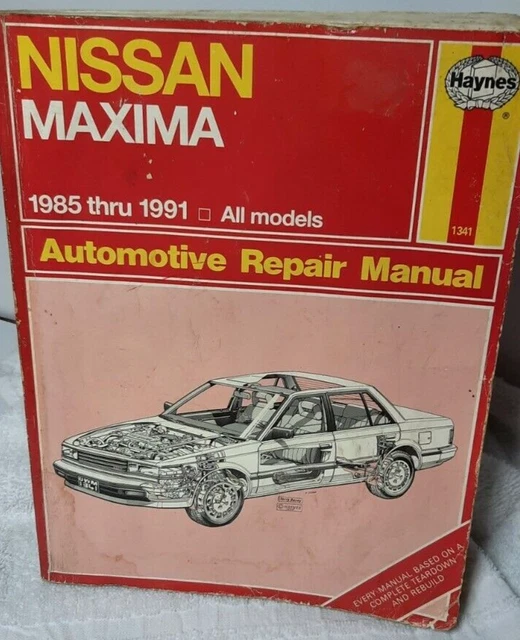 NISSAN
MAXIMA
Haynes
®
1985 thru 1991 □ All models
1341
Automotive Repair Manual
EVERY MANUAL BASED ON A
COMPLETE TEARDOWN
AND REBUILD